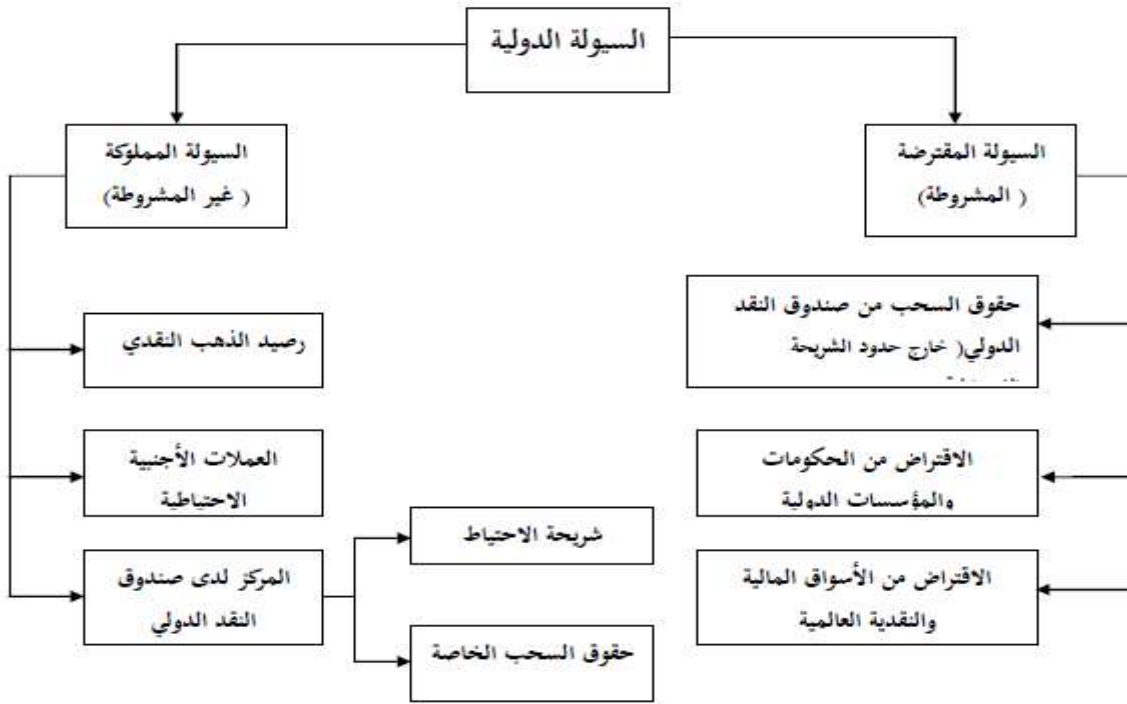 السيولة الدولية
السيولة المقترضة
( المشروطة)
حقوق السحب من صندوق النقد
الدولي( خارج حدود الشريحة
الاقتراض من الحكومات
والمؤسسات الدولية
الاقتراض من الأسواق المالية
والنقدية العالمية
السيولة المملوكة
( غير المشروطة)
رصيد الذهب النقدي
العملات الأجنبية
الاحتياطية
المركز لدى صندوق
النقد الدولي
شريحة الاحتياط
حقوق السحب الخاصة